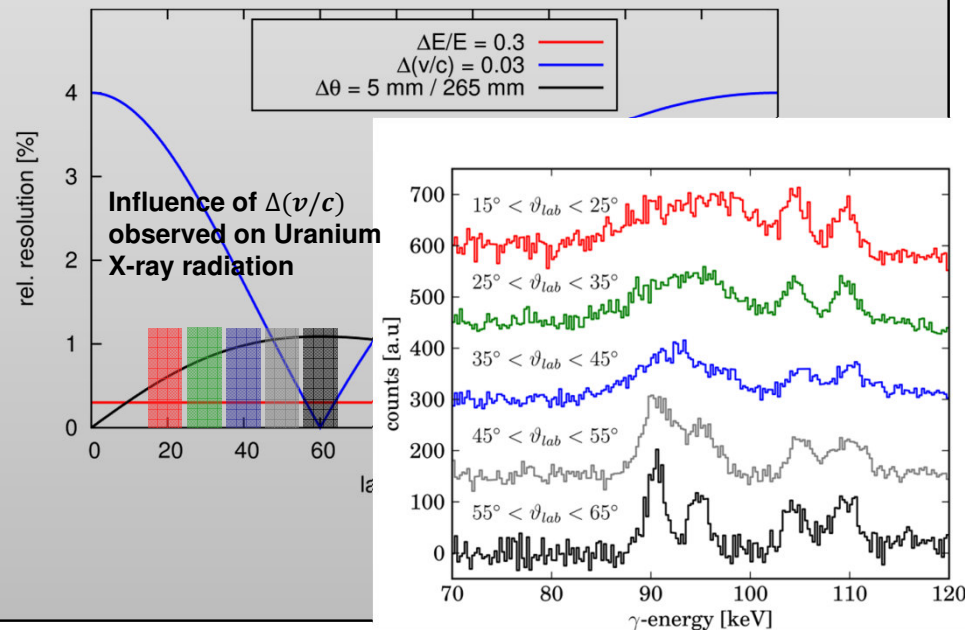 ΔE/E = 0.3
Δ(v/c) = 0.03
Δθ = 5 mm / 265 mm
rel. resolution [%]
4
3
2
1
0
0
20
40
60
la
Influence of Δ(v/c)
observed on Uranium
X-ray radiation
counts [a.u]
700
600
500
400
300
200
100
0
15° < ϑlab < 25°
25° < ϑlab < 35°
35° < ϑlab < 45°
45° < ϑlab < 55°
55° < ϑlab < 65°
70
80
90
100
110
120
γ-energy [keV]